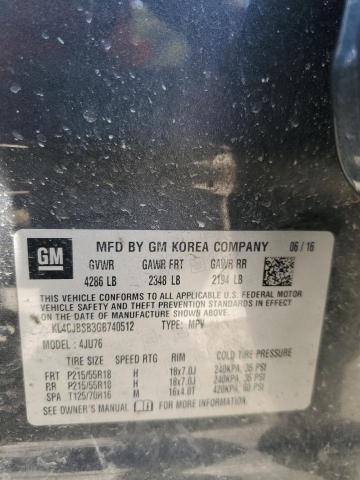 GM
MFD BY GM KOREA COMPANY 06/16
GVWR GAWR FRT GAWR RR
4286 LB 2348 LB 2194 LB
THIS VEHICLE CONFORMS TO ALL APPLICABLE U.S. FEDERAL MOTOR
VEHICLE SAFETY, BUMPER, AND THEFT PREVENTION STANDARDS IN
EFFECT ON THE DATE OF MANUFACTURE SHOWN ABOVE.
KL4CJBSB3GB740512 TYPE: MPV
MODEL: 4JU76
TIRE SIZE SPEED RTG RIM COLD TIRE PRESSURE
FRT P215/55R18 H 18x7.0J 240KPA, 35 PSI
RR P215/55R18 H 18x7.0J 240KPA, 35 PSI
SPA T125/70R16 M 16x4.0T 420KPA, 60 PSI
SEE OWNER'S MANUAL FOR MORE INFORMATION.